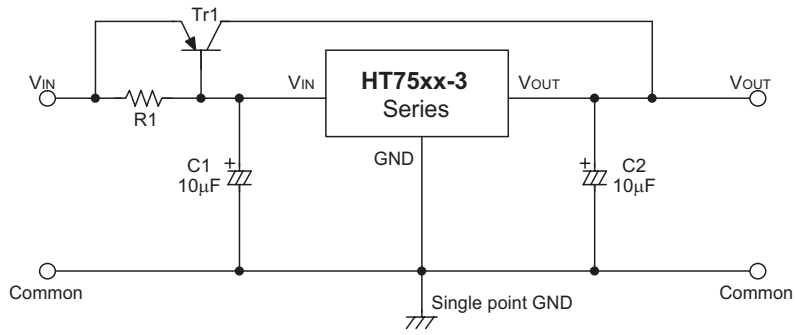 Tr1
VIN
R1
VIN
HT75xx-3
Series
VOUT
VOUT
GND
C1
10μF
C2
10μF
Common
Common
Single point GND